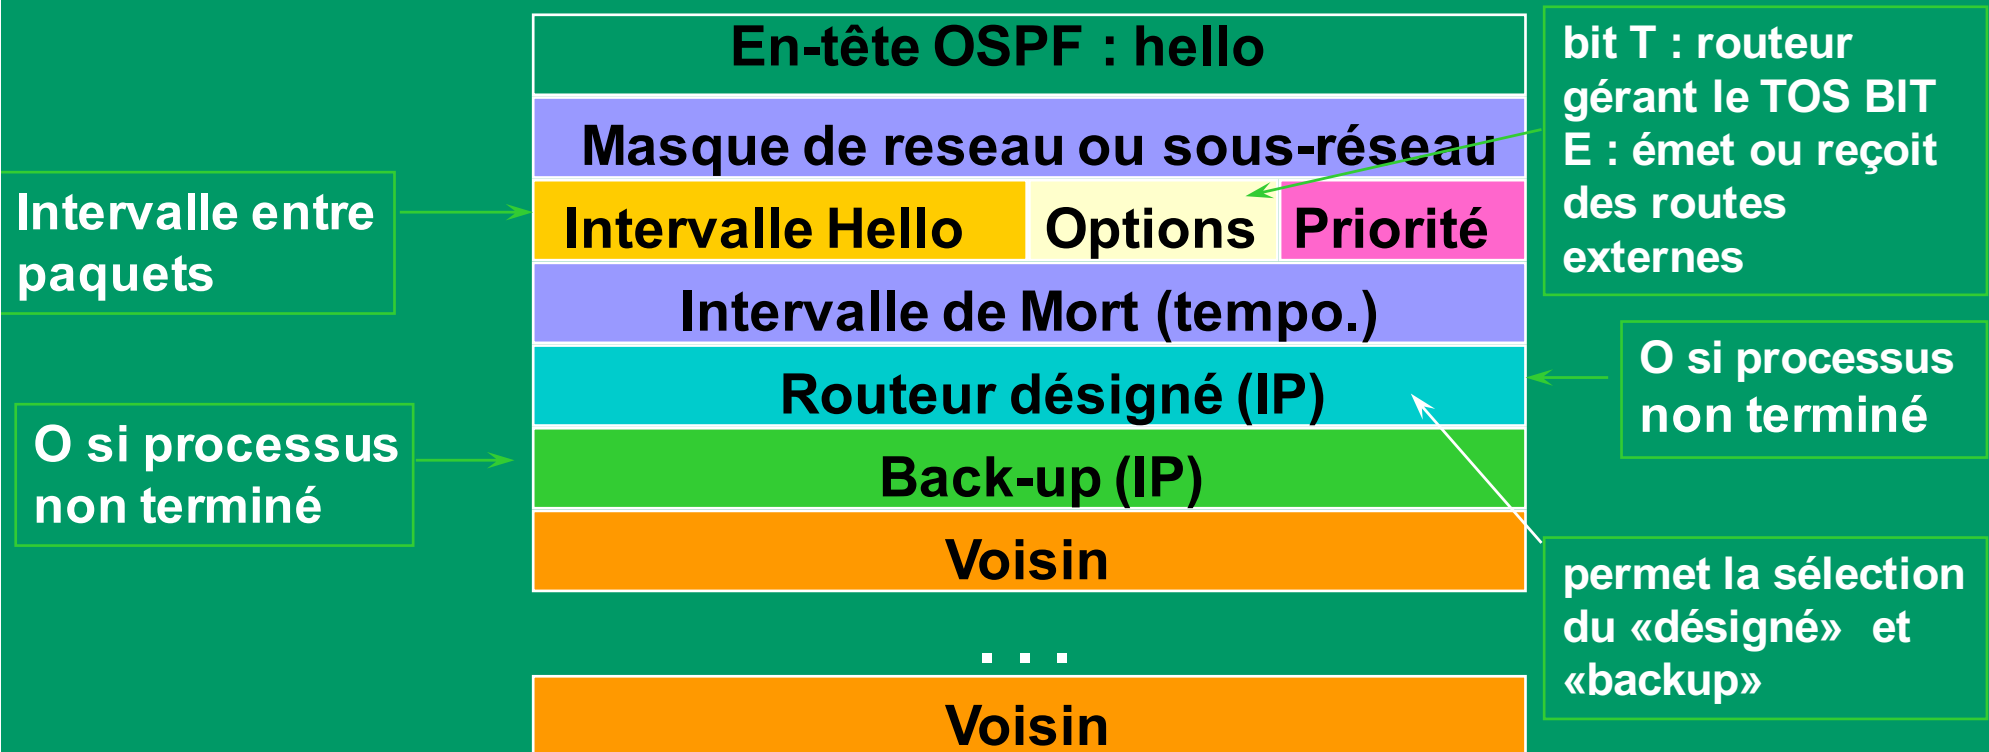 En-tête OSPF : hello
Masque de reseau ou sous-réseau
Intervalle Hello
Options
Priorité
Intervalle de Mort (tempo.)
Routeur désigné (IP)
Back-up (IP)
Voisin
. . .
Voisin
Intervalle entre
paquets
O si processus
non terminé
bit T : routeur
gérant le TOS BIT
E : émet ou reçoit
des routes
externes
O si processus
non terminé
permet la sélection
du «désigné» et
«backup»